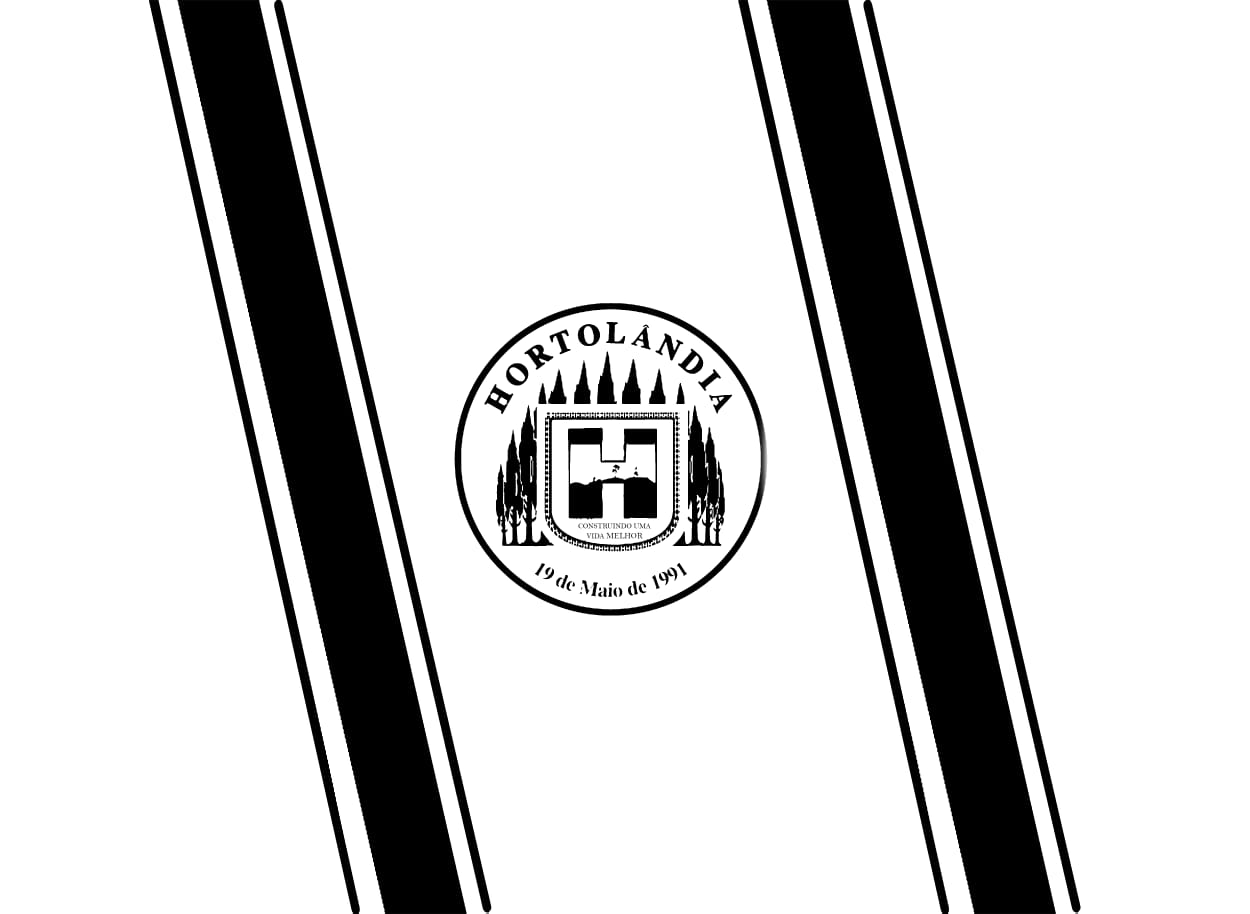 HORTOLÂNDIA
CONSTRUINDO UMA
VIDA MELHOR
19 de Maio de 1991